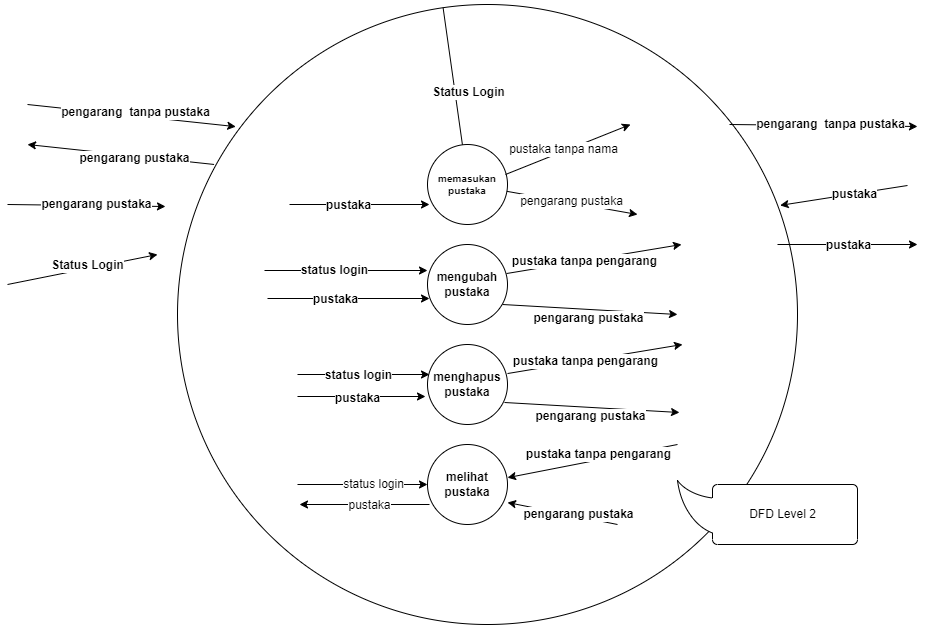 Status Login
pengarang  tanpa pustaka
pengarang pustaka
pengarang pustaka
Status Login
pengarang  tanpa pustaka
pustaka
pustaka
memasukan
pustaka
pustaka tanpa nama
pengarang pustaka
pustaka
status login
pustaka
mengubah
pustaka
pustaka tanpa pengarang
pengarang pustaka
status login
pustaka
menghapus
pustaka
pustaka tanpa pengarang
pengarang pustaka
status login
pustaka
melihat
pustaka
pustaka tanpa pengarang
pengarang pustaka
DFD Level 2